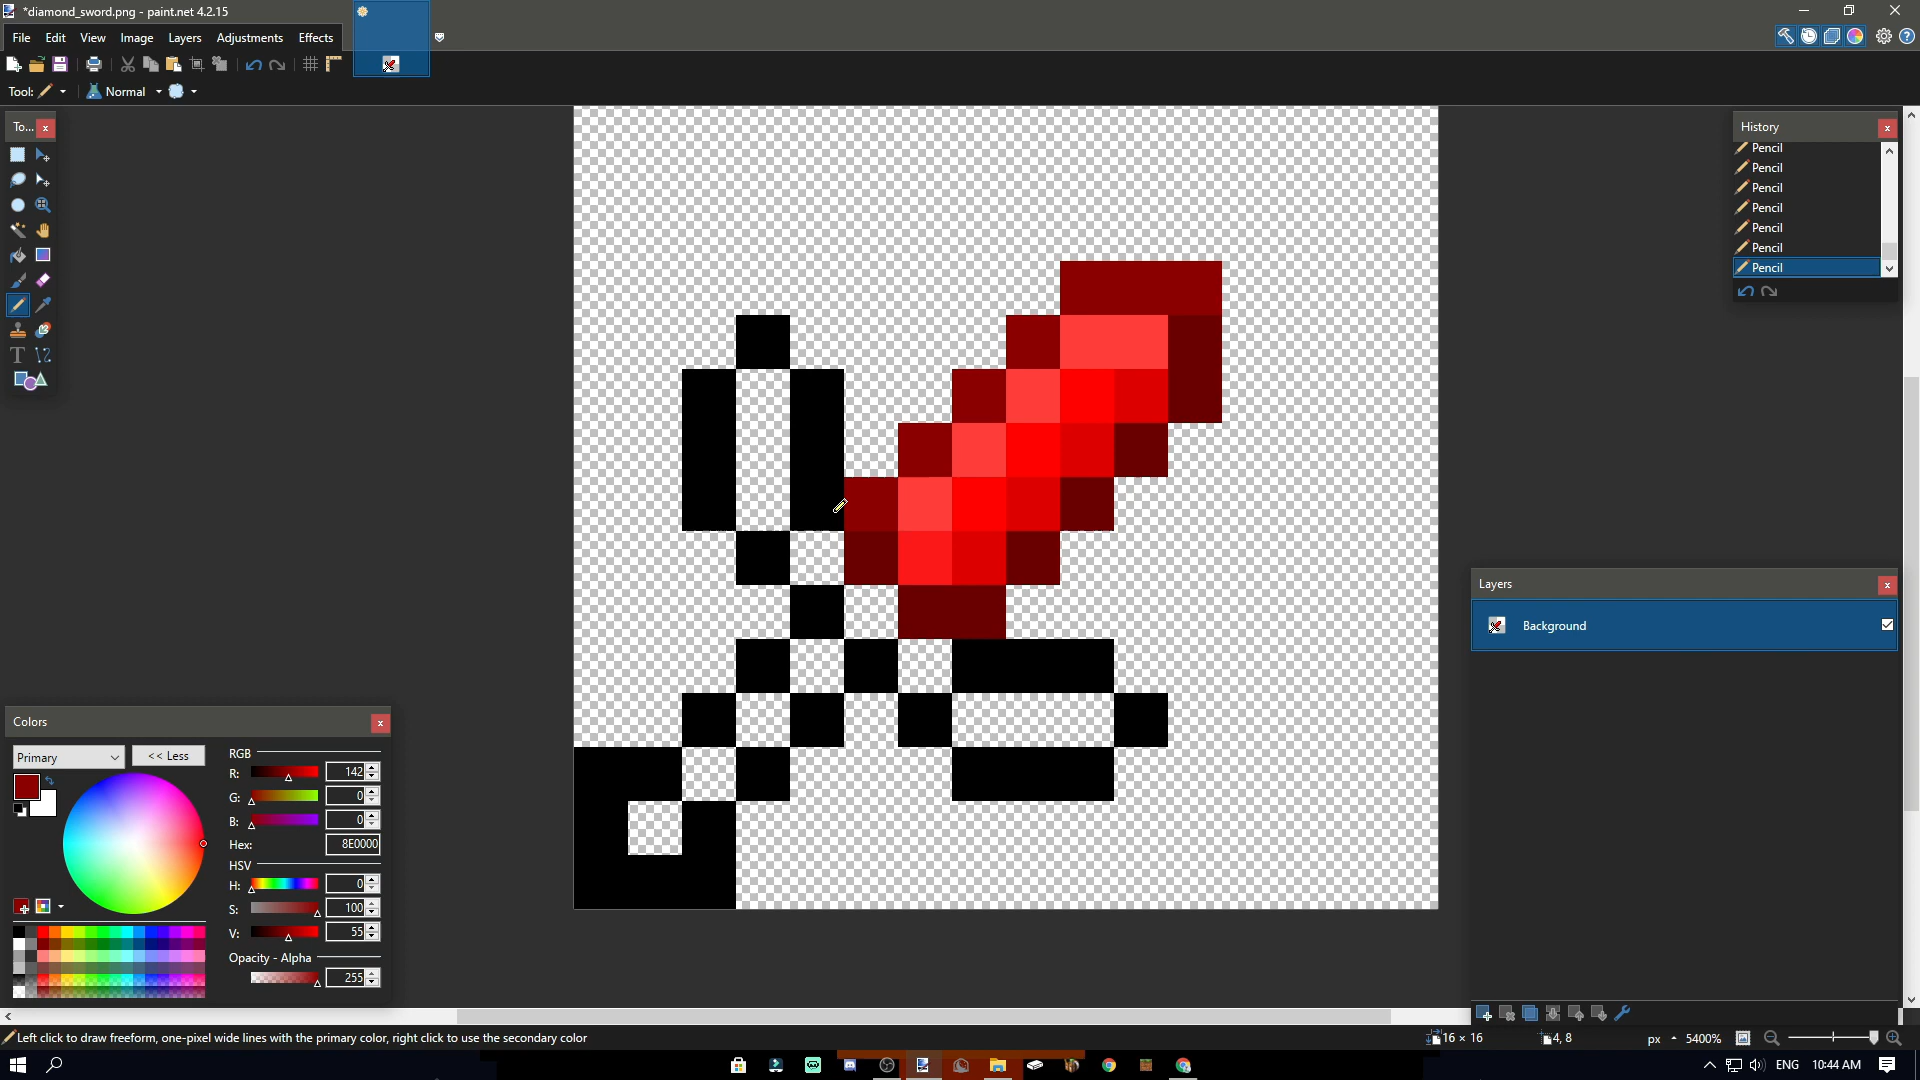 *diamond_sword.png - paint.net 4.2.15
File Edit View Image Layers Adjustments Effects
Tool: Normal
To...
History
Pencil
Pencil
Pencil
Pencil
Pencil
Pencil
Pencil
Layers
Background
Colors
Primary << Less
RGB
R: 142
G: 0
B: 0
Hex: 8E0000
HSV
H: 0
S: 100
V: 55
Opacity - Alpha
255
Left click to draw freeform, one-pixel wide lines with the primary color, right click to use the secondary color
16 × 16
4, 8
px
5400%
ENG
10:44 AM